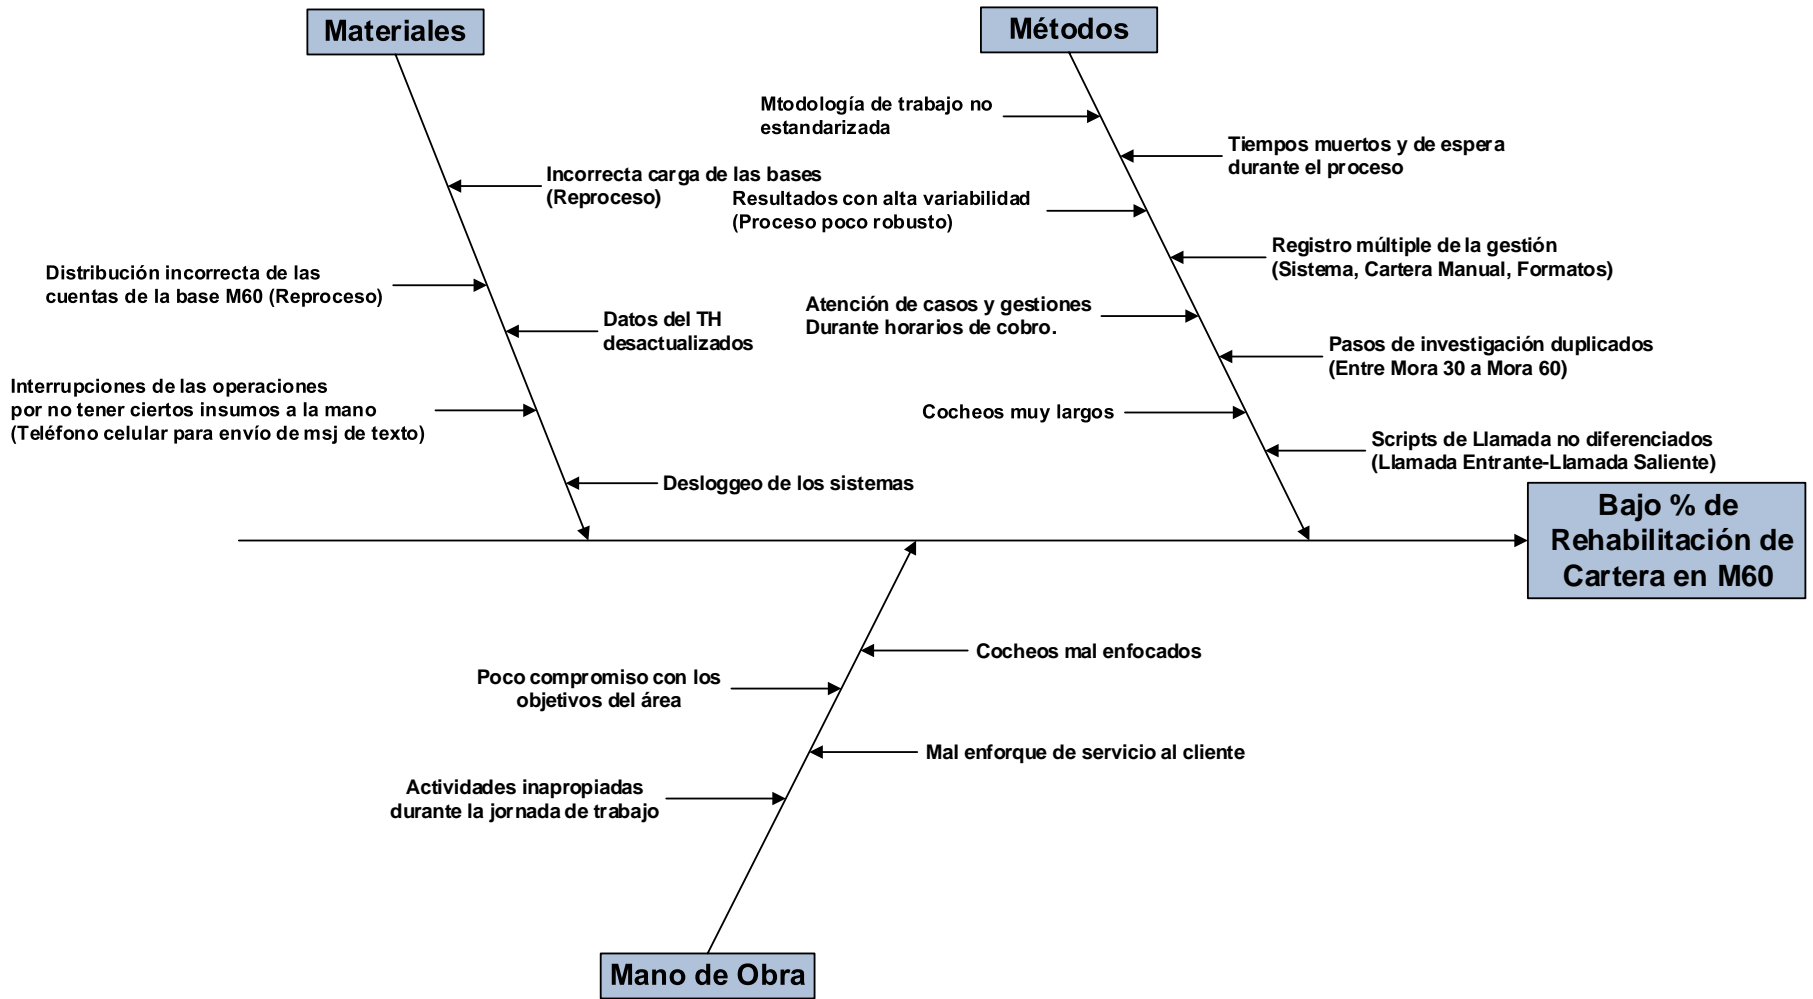 Materiales
Métodos
Mtodología de trabajo no
estandarizada
Tiempos muertos y de espera
durante el proceso
Incorrecta carga de las bases
(Reproceso)
Resultados con alta variabilidad
(Proceso poco robusto)
Registro múltiple de la gestión
(Sistema, Cartera Manual, Formatos)
Distribución incorrecta de las
cuentas de la base M60 (Reproceso)
Atención de casos y gestiones
Durante horarios de cobro.
Datos del TH
desactualizados
Pasos de investigación duplicados
(Entre Mora 30 a Mora 60)
Interrupciones de las operaciones
por no tener ciertos insumos a la mano
(Teléfono celular para envío de msj de texto)
Cocheos muy largos
Scripts de Llamada no diferenciados
(Llamada Entrante-Llamada Saliente)
Desloggeo de los sistemas
Bajo % de
Rehabilitación de
Cartera en M60
Cocheos mal enfocados
Poco compromiso con los
objetivos del área
Mal enforque de servicio al cliente
Actividades inapropiadas
durante la jornada de trabajo
Mano de Obra